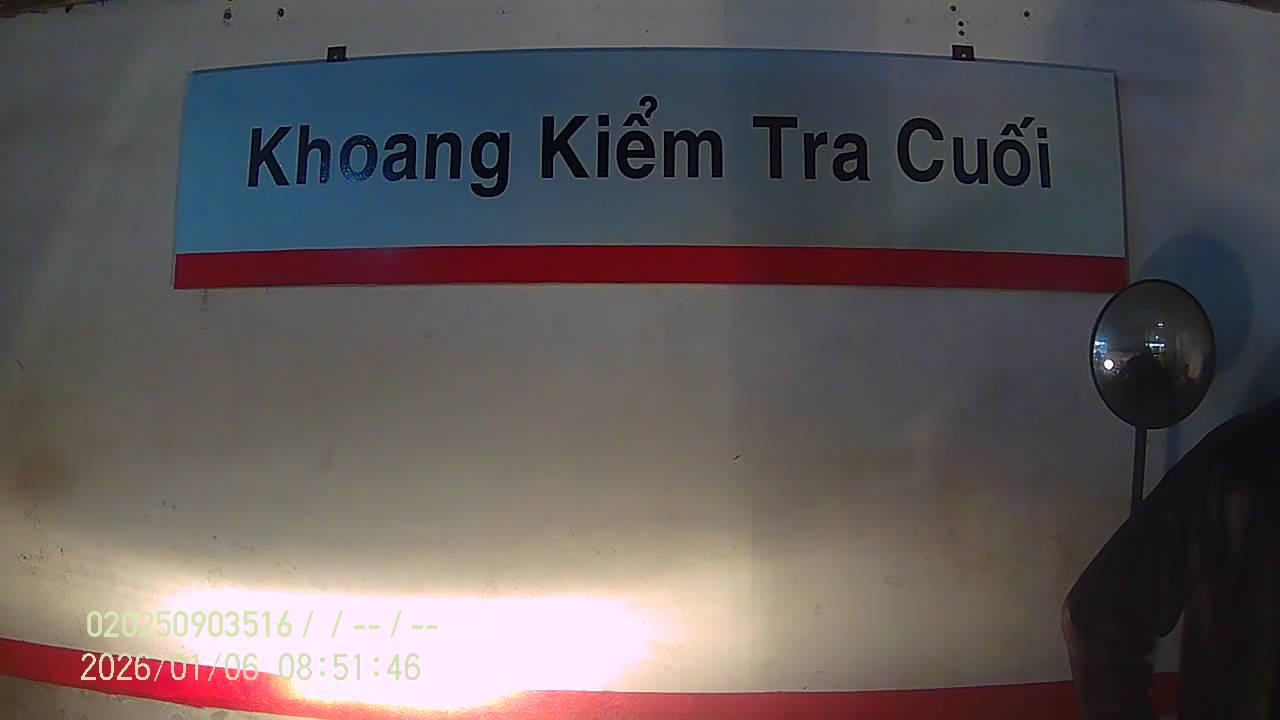 Khoang Kiểm Tra Cuối
020250903516 / / -- / --
2026/01/06 08:51:46